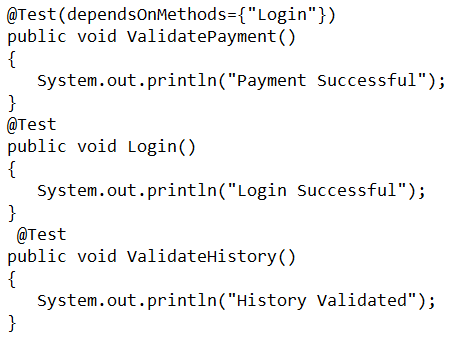 @Test(dependsOnMethods={"Login"})
public void ValidatePayment()
{
   System.out.println("Payment Successful");
}
@Test
public void Login()
{
   System.out.println("Login Successful");
}
 @Test
public void ValidateHistory()
{
   System.out.println("History Validated");
}